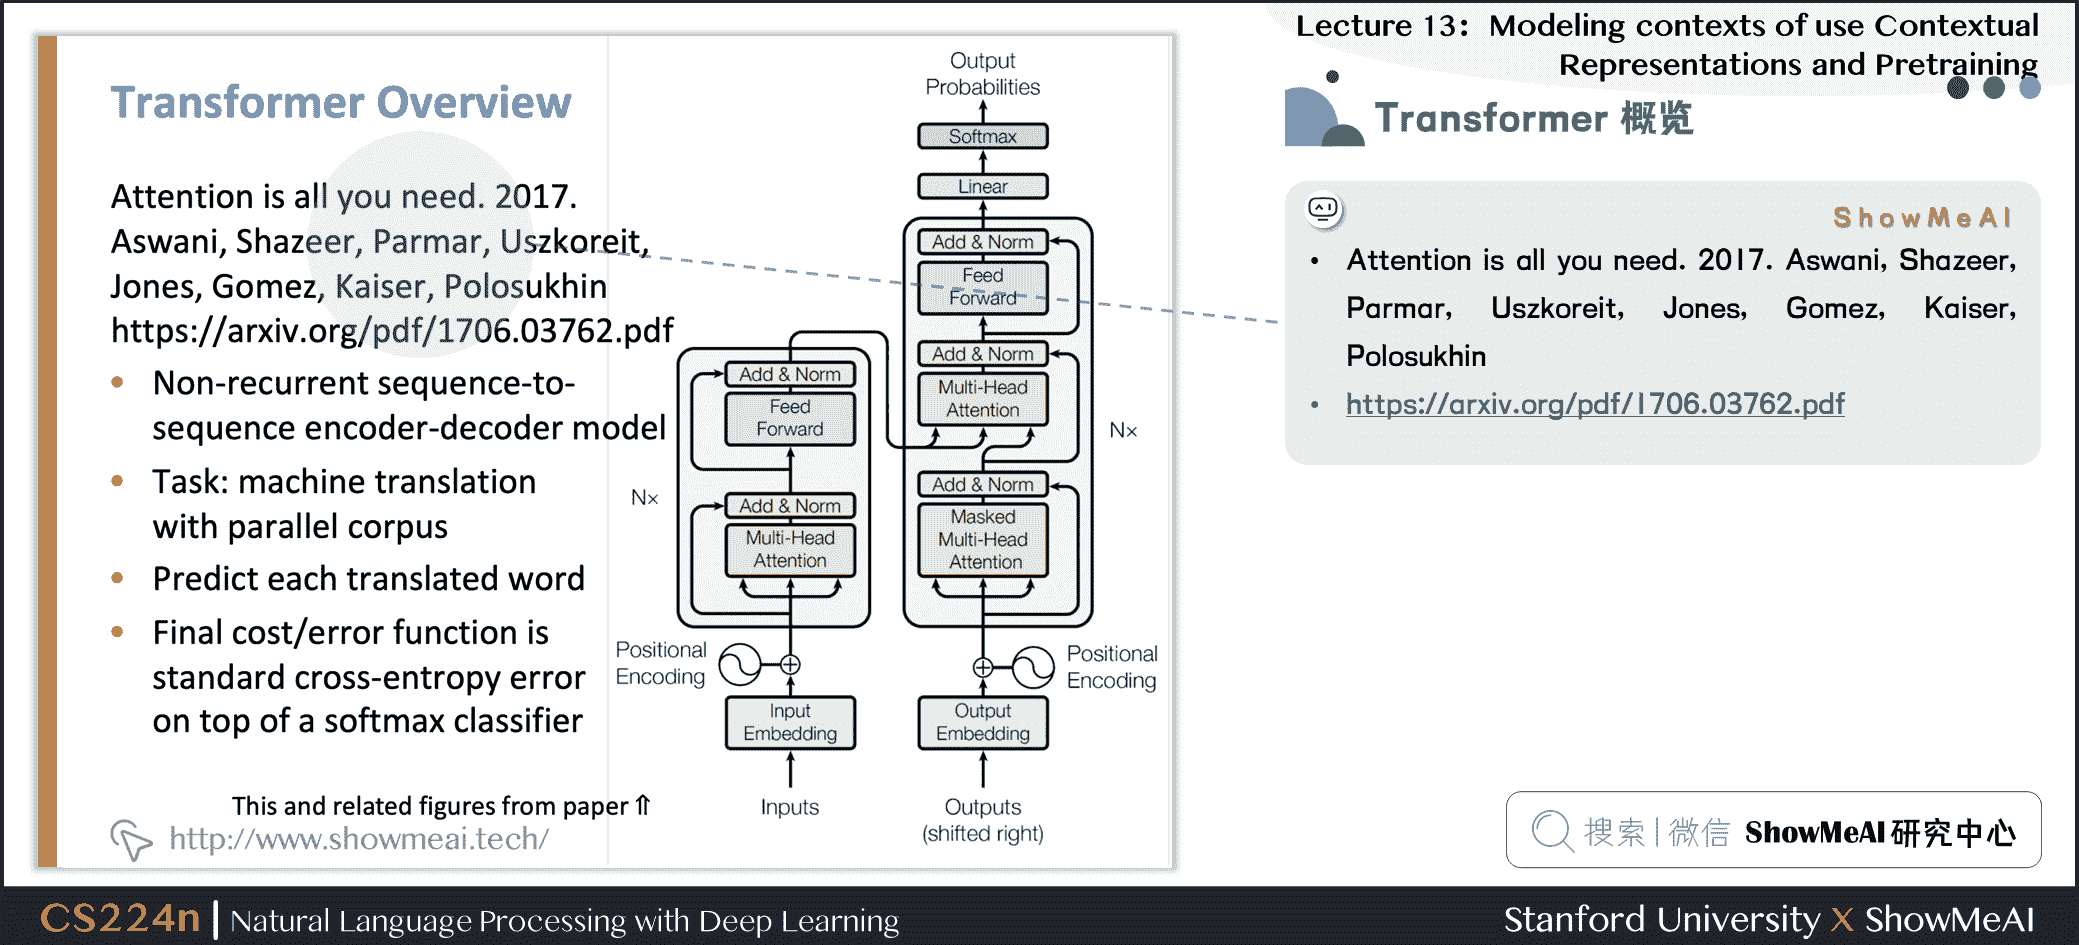 Lecture 13: Modeling contexts of use Contextual
Representations and Pretraining
Transformer Overview
Attention is all you need. 2017.
Aswani, Shazeer, Parmar, Uszkoreit,
Jones, Gomez, Kaiser, Polosukhin
https://arxiv.org/pdf/1706.03762.pdf
• Non-recurrent sequence-to-
sequence encoder-decoder model
• Task: machine translation
with parallel corpus
• Predict each translated word
• Final cost/error function is
standard cross-entropy error
on top of a softmax classifier
This and related figures from paper ⇑
http://www.showmeai.tech/
Output
Probabilities
Softmax
Linear
Add & Norm
Feed
Forward
Add & Norm
Multi-Head
Attention
Nx
Add & Norm
Masked
Multi-Head
Attention
Positional
Encoding
Output
Embedding
Outputs
(shifted right)
Add & Norm
Feed
Forward
Nx
Add & Norm
Multi-Head
Attention
Positional
Encoding
Input
Embedding
Inputs
Transformer 概览
ShowMeAI
• Attention is all you need. 2017. Aswani, Shazeer,
Parmar, Uszkoreit, Jones, Gomez, Kaiser,
Polosukhin
• https://arxiv.org/pdf/1706.03762.pdf
搜索 | 微信 ShowMeAI 研究中心
CS224n | Natural Language Processing with Deep Learning
Stanford University X ShowMeAI